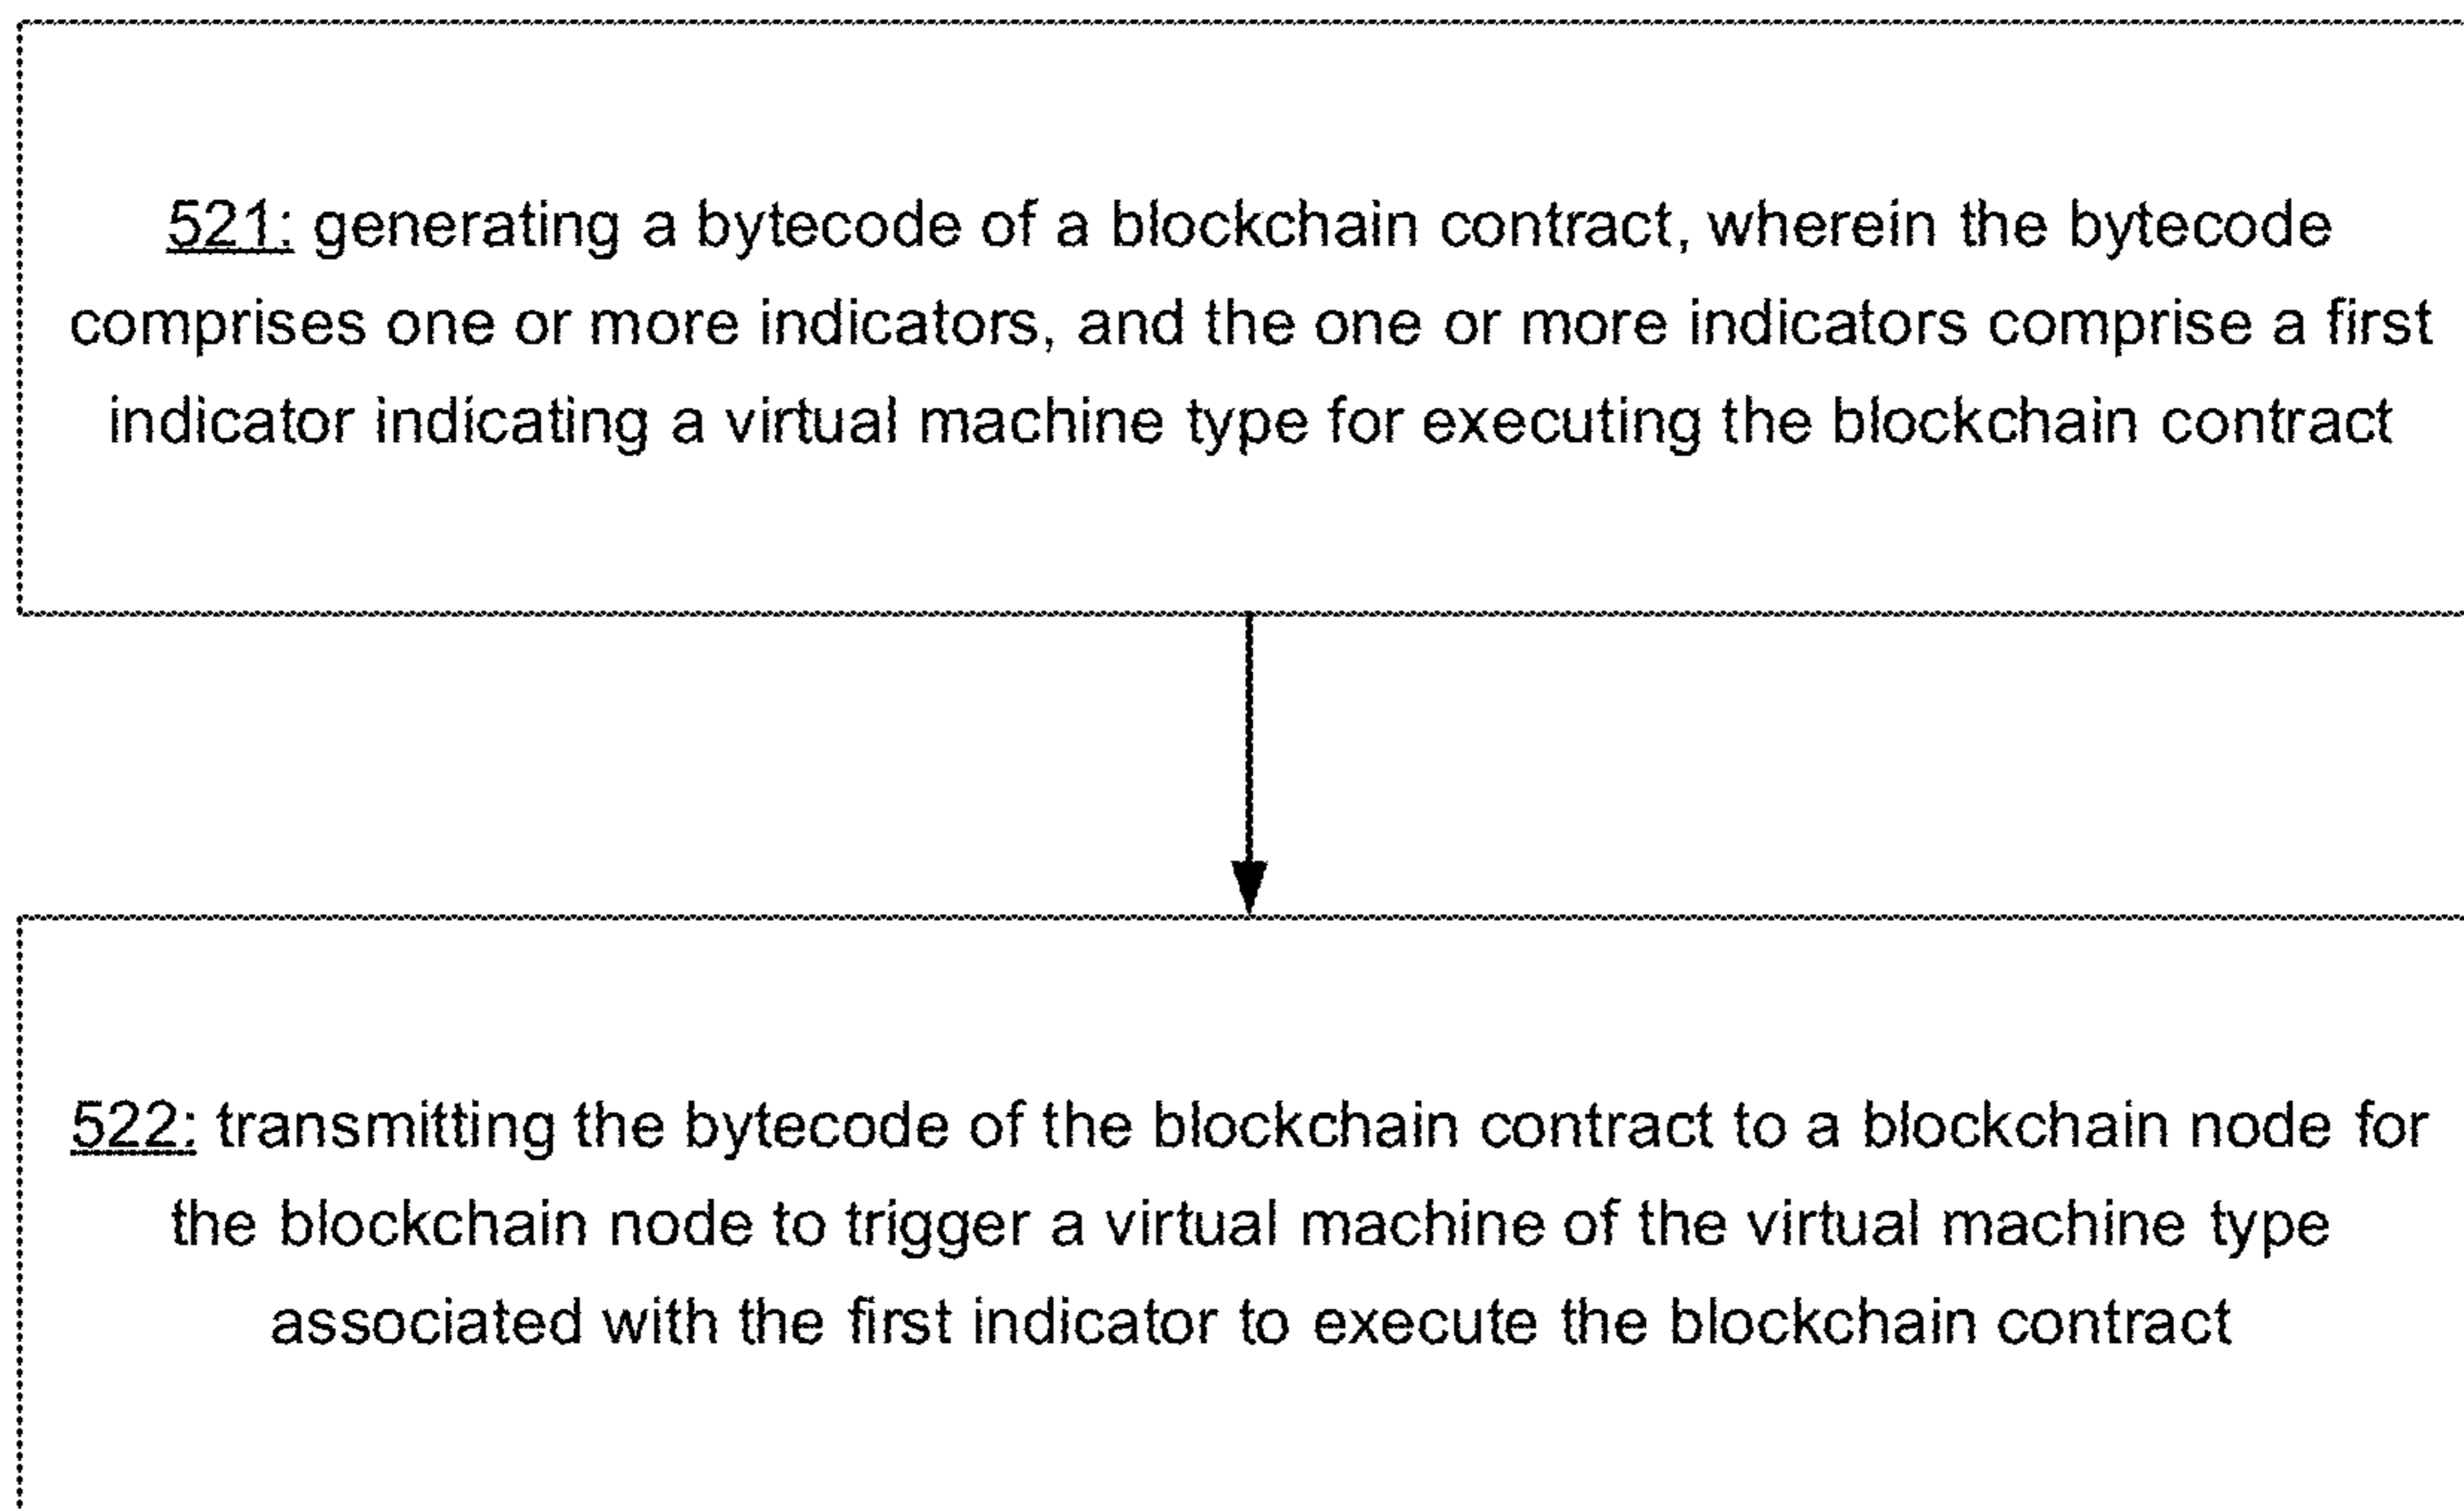 521: generating a bytecode of a blockchain contract, wherein the bytecode
comprises one or more indicators, and the one or more indicators comprise a first
indicator indicating a virtual machine type for executing the blockchain contract
522: transmitting the bytecode of the blockchain contract to a blockchain node for
the blockchain node to trigger a virtual machine of the virtual machine type
associated with the first indicator to execute the blockchain contract